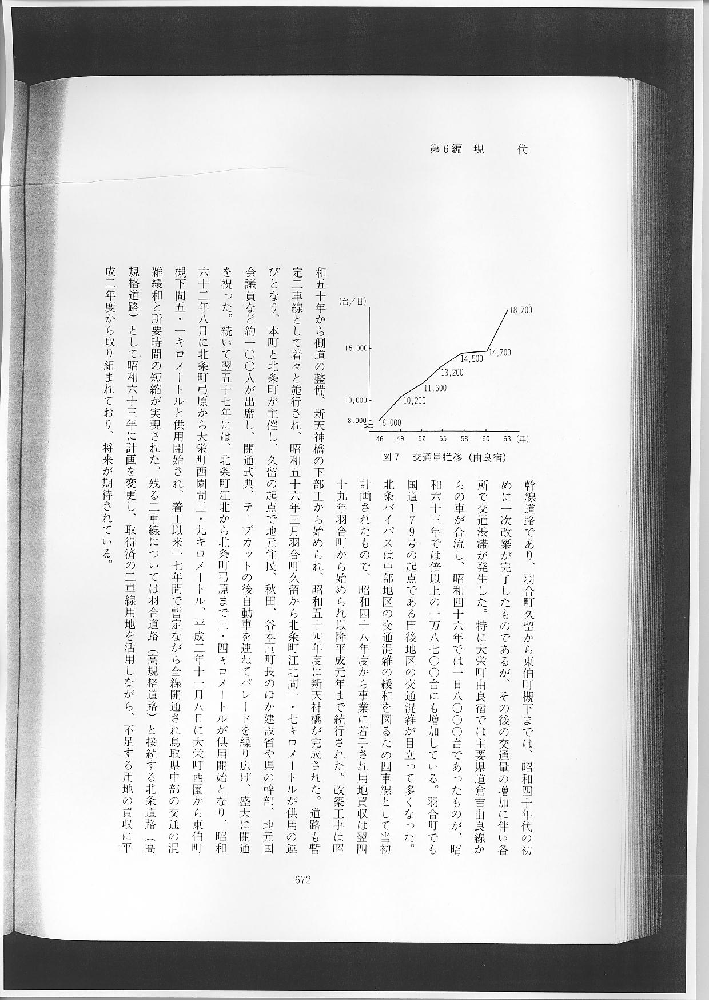 第6編　現　　代
(台／日)
15,000
10,000
8,000
18,700
14,700
14,500
13,200
11,600
10,200
8,000
46　49　52　55　58　60　63 (年)
図7　交通量推移（由良宿）
幹線道路であり、羽合町久留から東伯町槻下までは、昭和四十年代の初
めに一次改築が完了したものであるが、その後の交通量の増加に伴い各
所で交通渋滞が発生した。特に大栄町由良宿では主要県道倉吉由良線か
らの車が合流し、昭和四十六年では一日八〇〇〇台であったものが、昭
和六十三年では倍以上の一万八七〇〇台にも増加している。羽合町でも
国道179号の起点である田後地区の交通混雑が目立って多くなった。
北条バイパスは中部地区の交通混雑の緩和を図るため四車線として当初
計画されたもので、昭和四十八年度から事業に着手され用地買収は翌四
十九年羽合町から始められ以降平成元年まで続行された。改築工事は昭
和五十年から側道の整備、新天神橋の下部工から始められ、昭和五十四年度に新天神橋が完成された。道路も暫
定二車線として着々と施行され、昭和五十六年三月羽合町久留から北条町江北間一・七キロメートルが供用の運
びとなり、本町と北条町が主催し、久留の起点で地元住民、秋田、谷本両町長のほか建設省や県の幹部、地元国
会議員など約一〇〇人が出席し、開通式典、テープカットの後自動車を連ねてパレードを繰り広げ、盛大に開通
を祝った。続いて翌五十七年には、北条町江北から北条町弓原まで三・四キロメートルが供用開始となり、昭和
六十二年八月に北条町弓原から大栄町西園間三・九キロメートル、平成二年十一月八日に大栄町西園から東伯町
槻下間五・一キロメートルと供用開始され、着工以来一七年間で暫定ながら全線開通され鳥取県中部の交通の混
雑緩和と所要時間の短縮が実現された。残る二車線については羽合道路（高規格道路）と接続する北条道路（高
規格道路）として昭和六十三年に計画を変更し、取得済の二車線用地を活用しながら、不足する用地の買収に平
成二年度から取り組まれており、将来が期待されている。
672